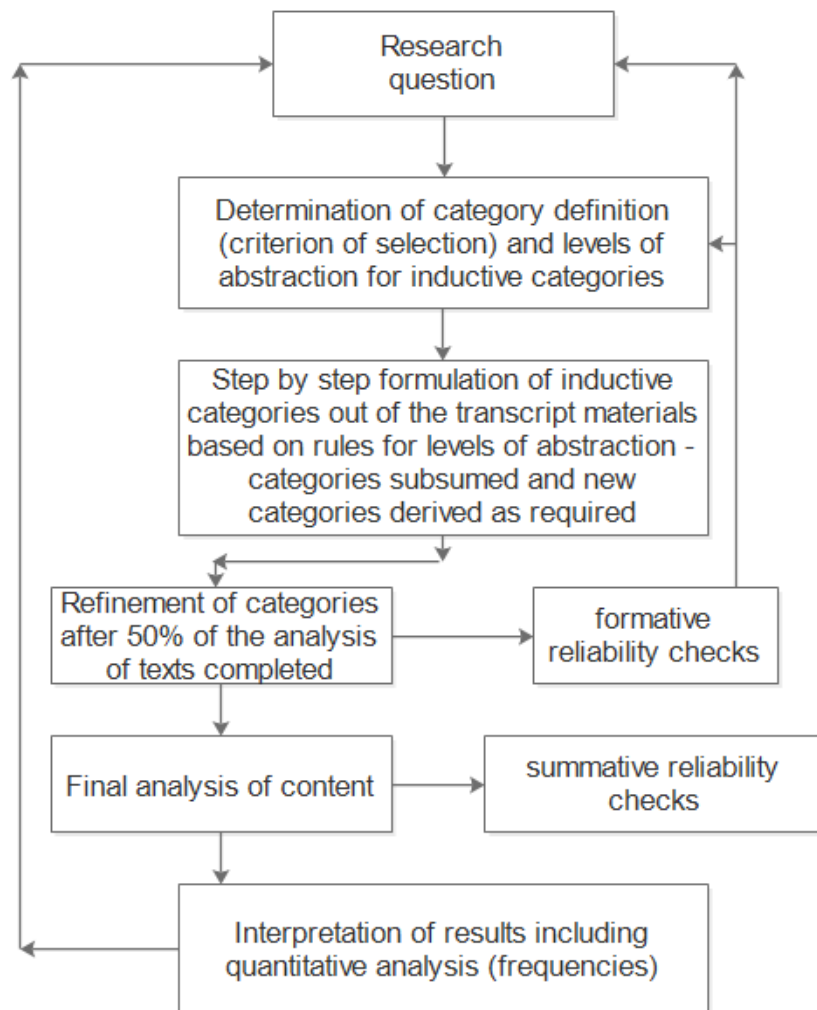 Research
question
Determination of category definition
(criterion of selection) and levels of
abstraction for inductive categories
Step by step formulation of inductive
categories out of the transcript materials
based on rules for levels of abstraction -
categories subsumed and new
categories derived as required
Refinement of categories
after 50% of the analysis
of texts completed
formative
reliability checks
Final analysis of content
summative reliability
checks
Interpretation of results including
quantitative analysis (frequencies)